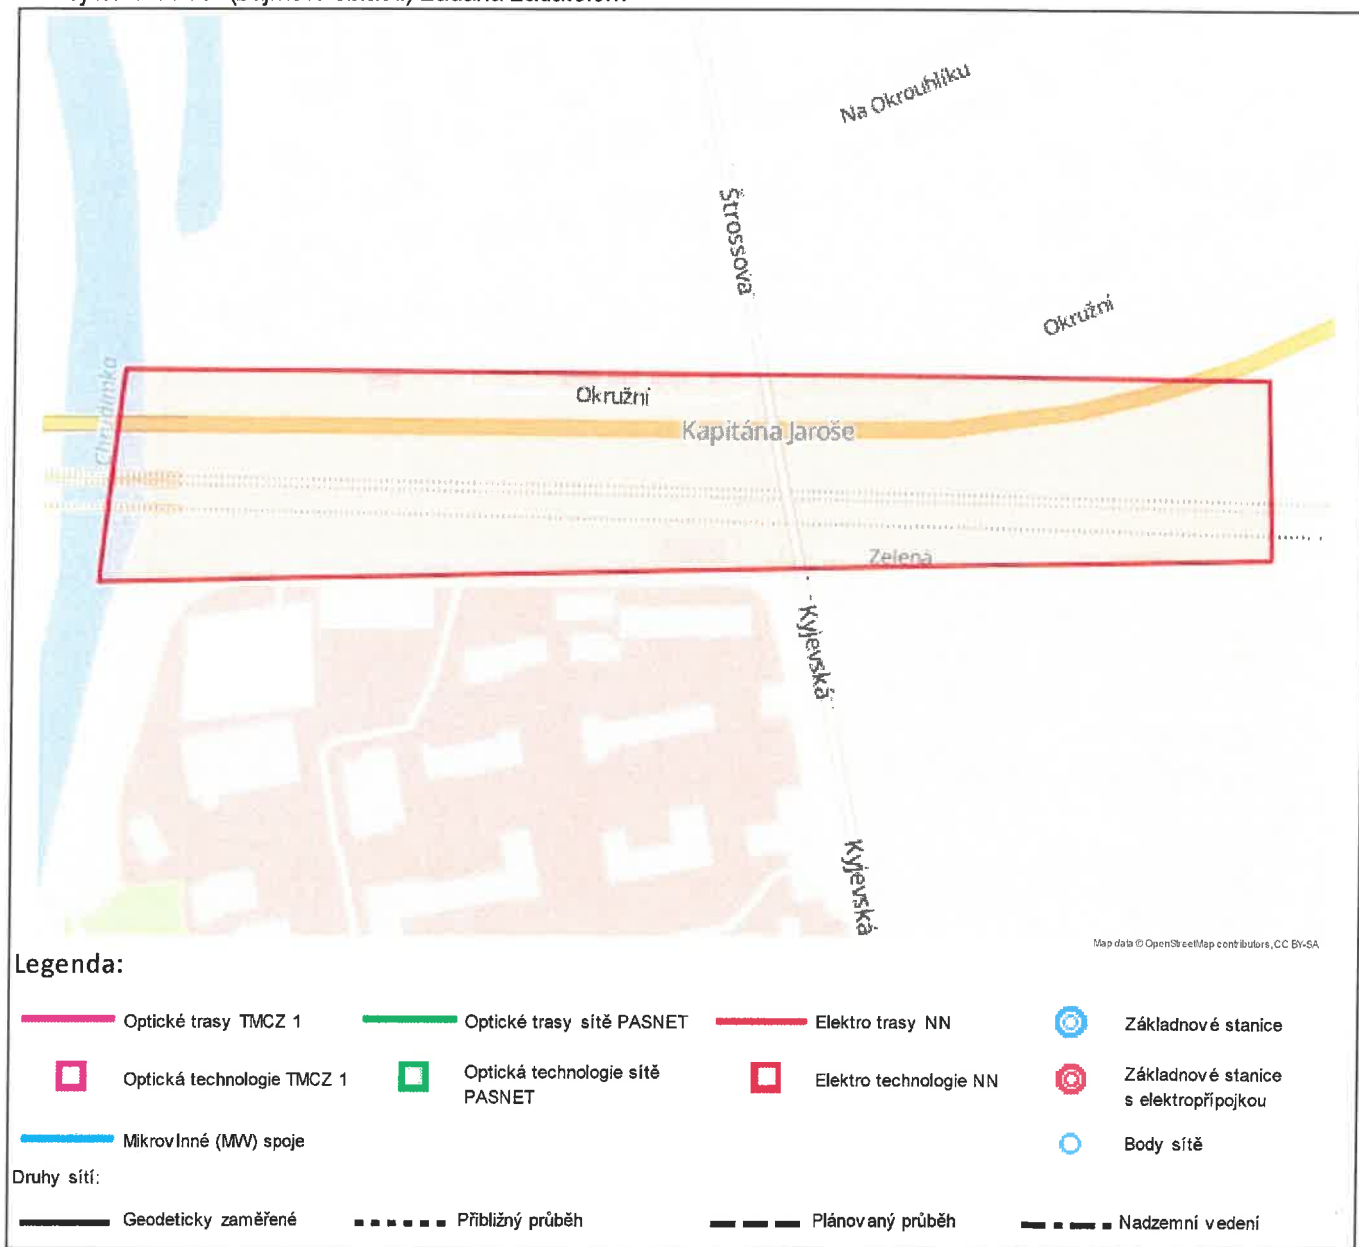 Na Okrouhlíku
Štrossova
Okružní
Chrudimka
Okružní
Kapitána Jaroše
Zelená
Kyjevská
Kyjevská
Map data © OpenStreetMap contributors, CC BY-SA
Legenda:
Optické trasy TMCZ 1
Optické trasy sítě PASNET
Elektro trasy NN
Základnové stanice
Optická technologie TMCZ 1
Optická technologie sítě
PASNET
Elektro technologie NN
Základnové stanice
s elektropřípojkou
Mikrovlnné (MW) spoje
Body sítě
Druhy sítí:
Geodeticky zaměřené
Přibližný průběh
Plánovaný průběh
Nadzemní vedení